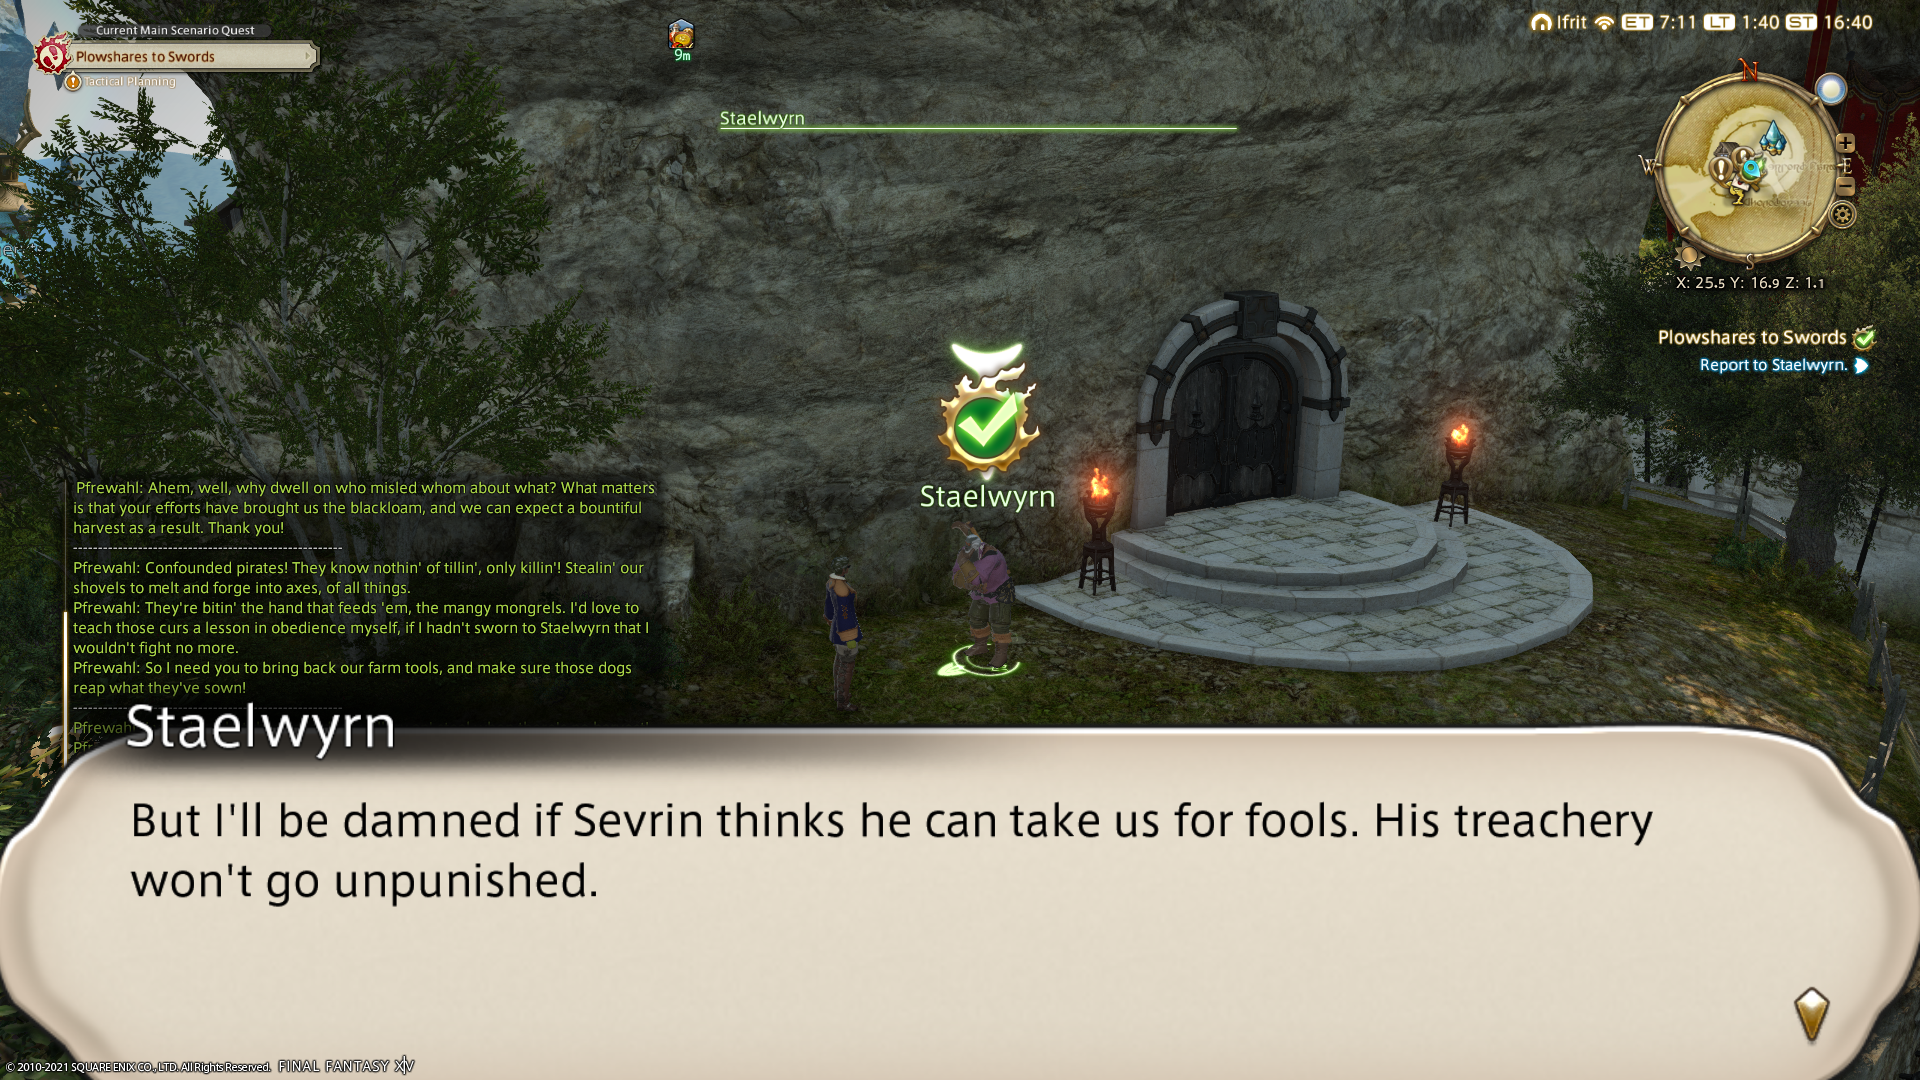 Current Main Scenario Quest
Plowshares to Swords
Tactical Planning
9m
Ifrit ET 7:11 LT 1:40 ST 16:40
Staelwyrn
N
W
E
S
X: 25.5 Y: 16.9 Z: 1.1
Plowshares to Swords
Report to Staelwyrn.
Staelwyrn
Pfrewahl: Ahem, well, why dwell on who misled whom about what? What matters
is that your efforts have brought us the blackloam, and we can expect a bountiful
harvest as a result. Thank you!
------------------------------------------------------
Pfrewahl: Confounded pirates! They know nothin' of tillin', only killin'! Stealin' our
shovels to melt and forge into axes, of all things.
Pfrewahl: They're bitin' the hand that feeds 'em, the mangy mongrels. I'd love to
teach those curs a lesson in obedience myself, if I hadn't sworn to Staelwyrn that I
wouldn't fight no more.
Pfrewahl: So I need you to bring back our farm tools, and make sure those dogs
reap what they've sown!
------------------------------------------------------
Staelwyrn
But I'll be damned if Sevrin thinks he can take us for fools. His treachery
won't go unpunished.
© 2010-2021 SQUARE ENIX CO., LTD. All Rights Reserved. FINAL FANTASY XIV